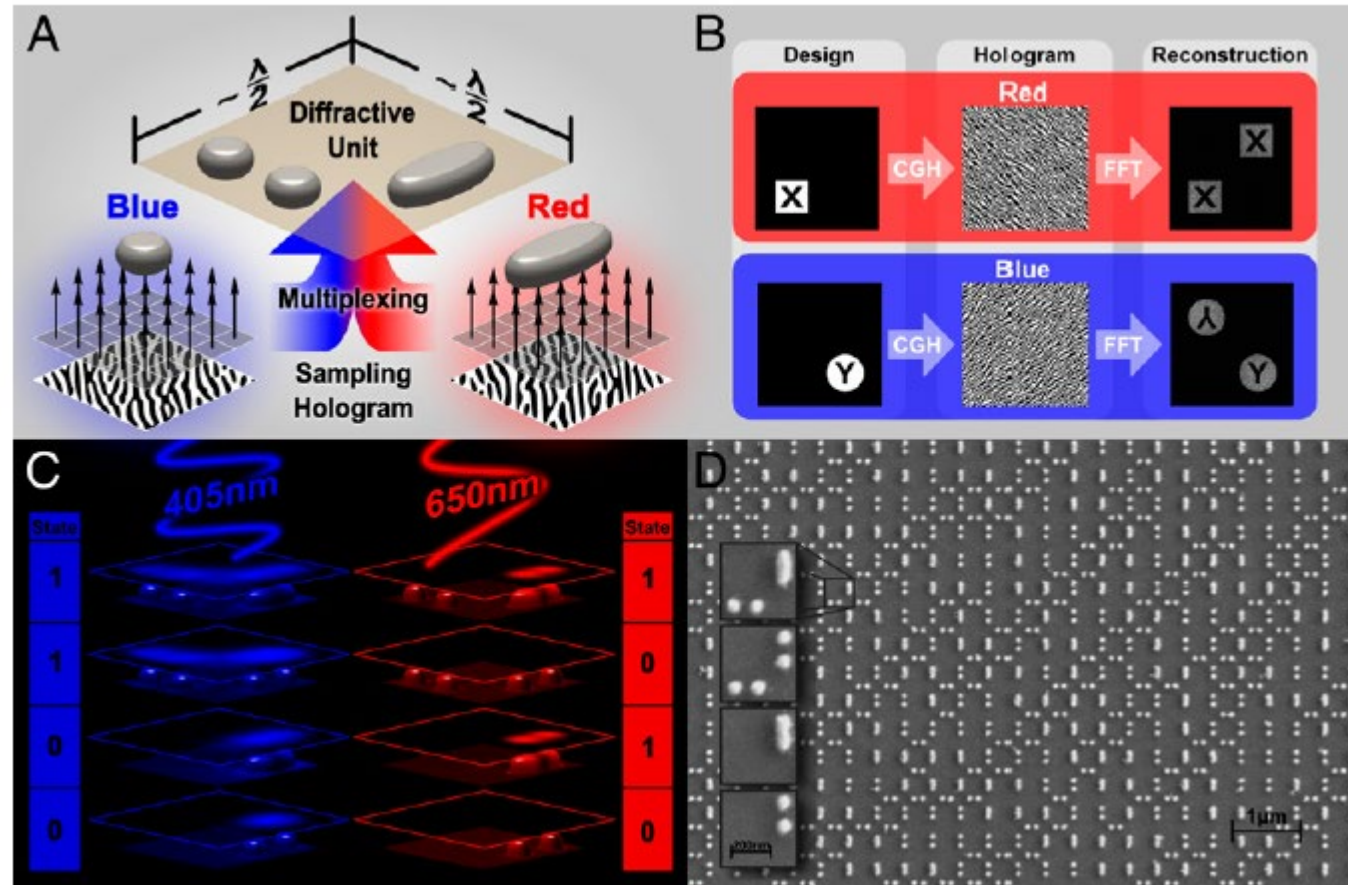 A
~ λ/2
~ λ/2
Diffractive
Unit
Blue
Red
Multiplexing
Sampling
Hologram
B
Design
Hologram
Reconstruction
Red
X
CGH
FFT
X
X
Blue
Y
CGH
FFT
Y
Y
C
405nm
650nm
State
State
1
1
1
0
0
1
0
0
D
1μm
500nm